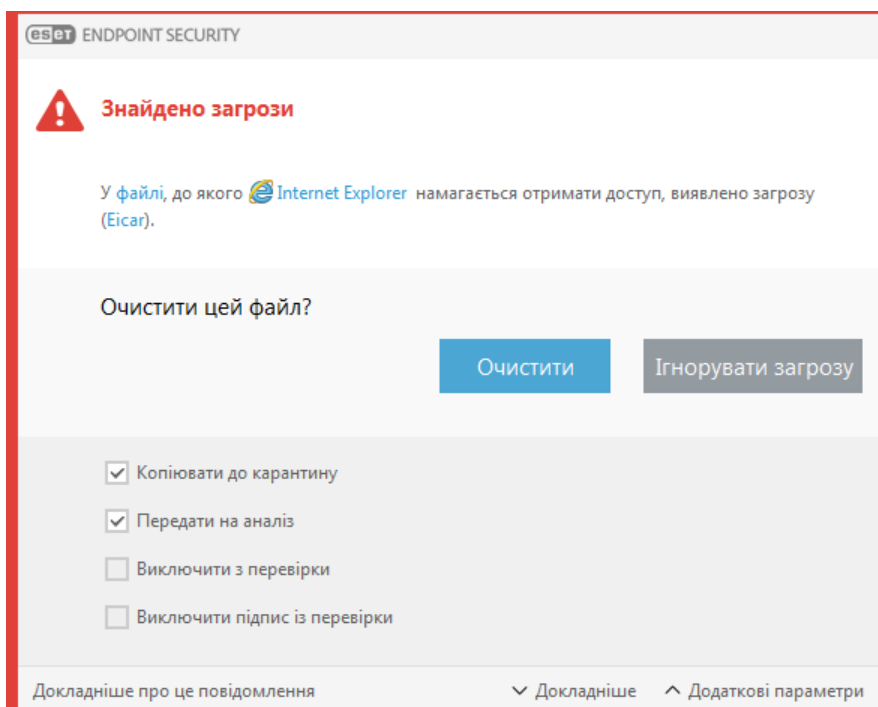 eset ENDPOINT SECURITY
Знайдено загрози
У файлі, до якого Internet Explorer намагається отримати доступ, виявлено загрозу
(Eicar).
Очистити цей файл?
Очистити Ігнорувати загрозу
Копіювати до карантину
Передати на аналіз
Виключити з перевірки
Виключити підпис із перевірки
Докладніше про це повідомлення Докладніше Додаткові параметри